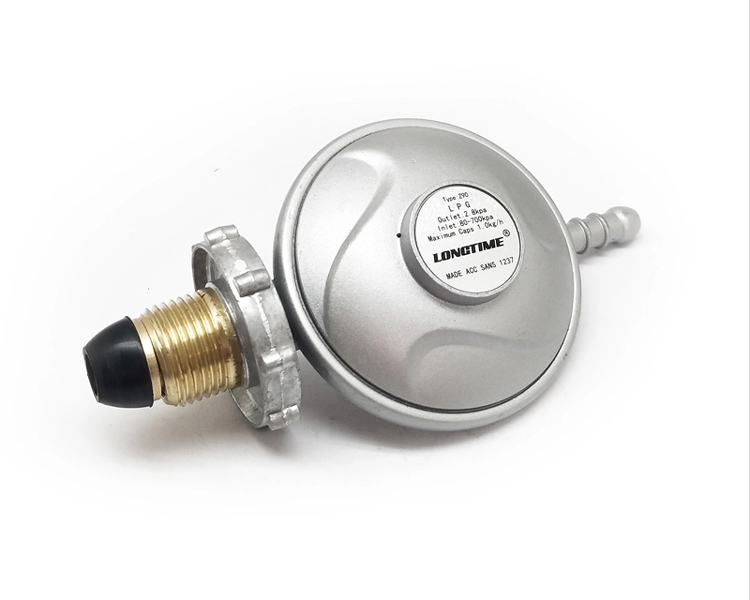 Type 290
L P G
Outlet.2.8kpa
Inlet:80-700kpa
Maximum Caps 1.0kg/h
LONGTIME®
MADE ACC SANS 1237